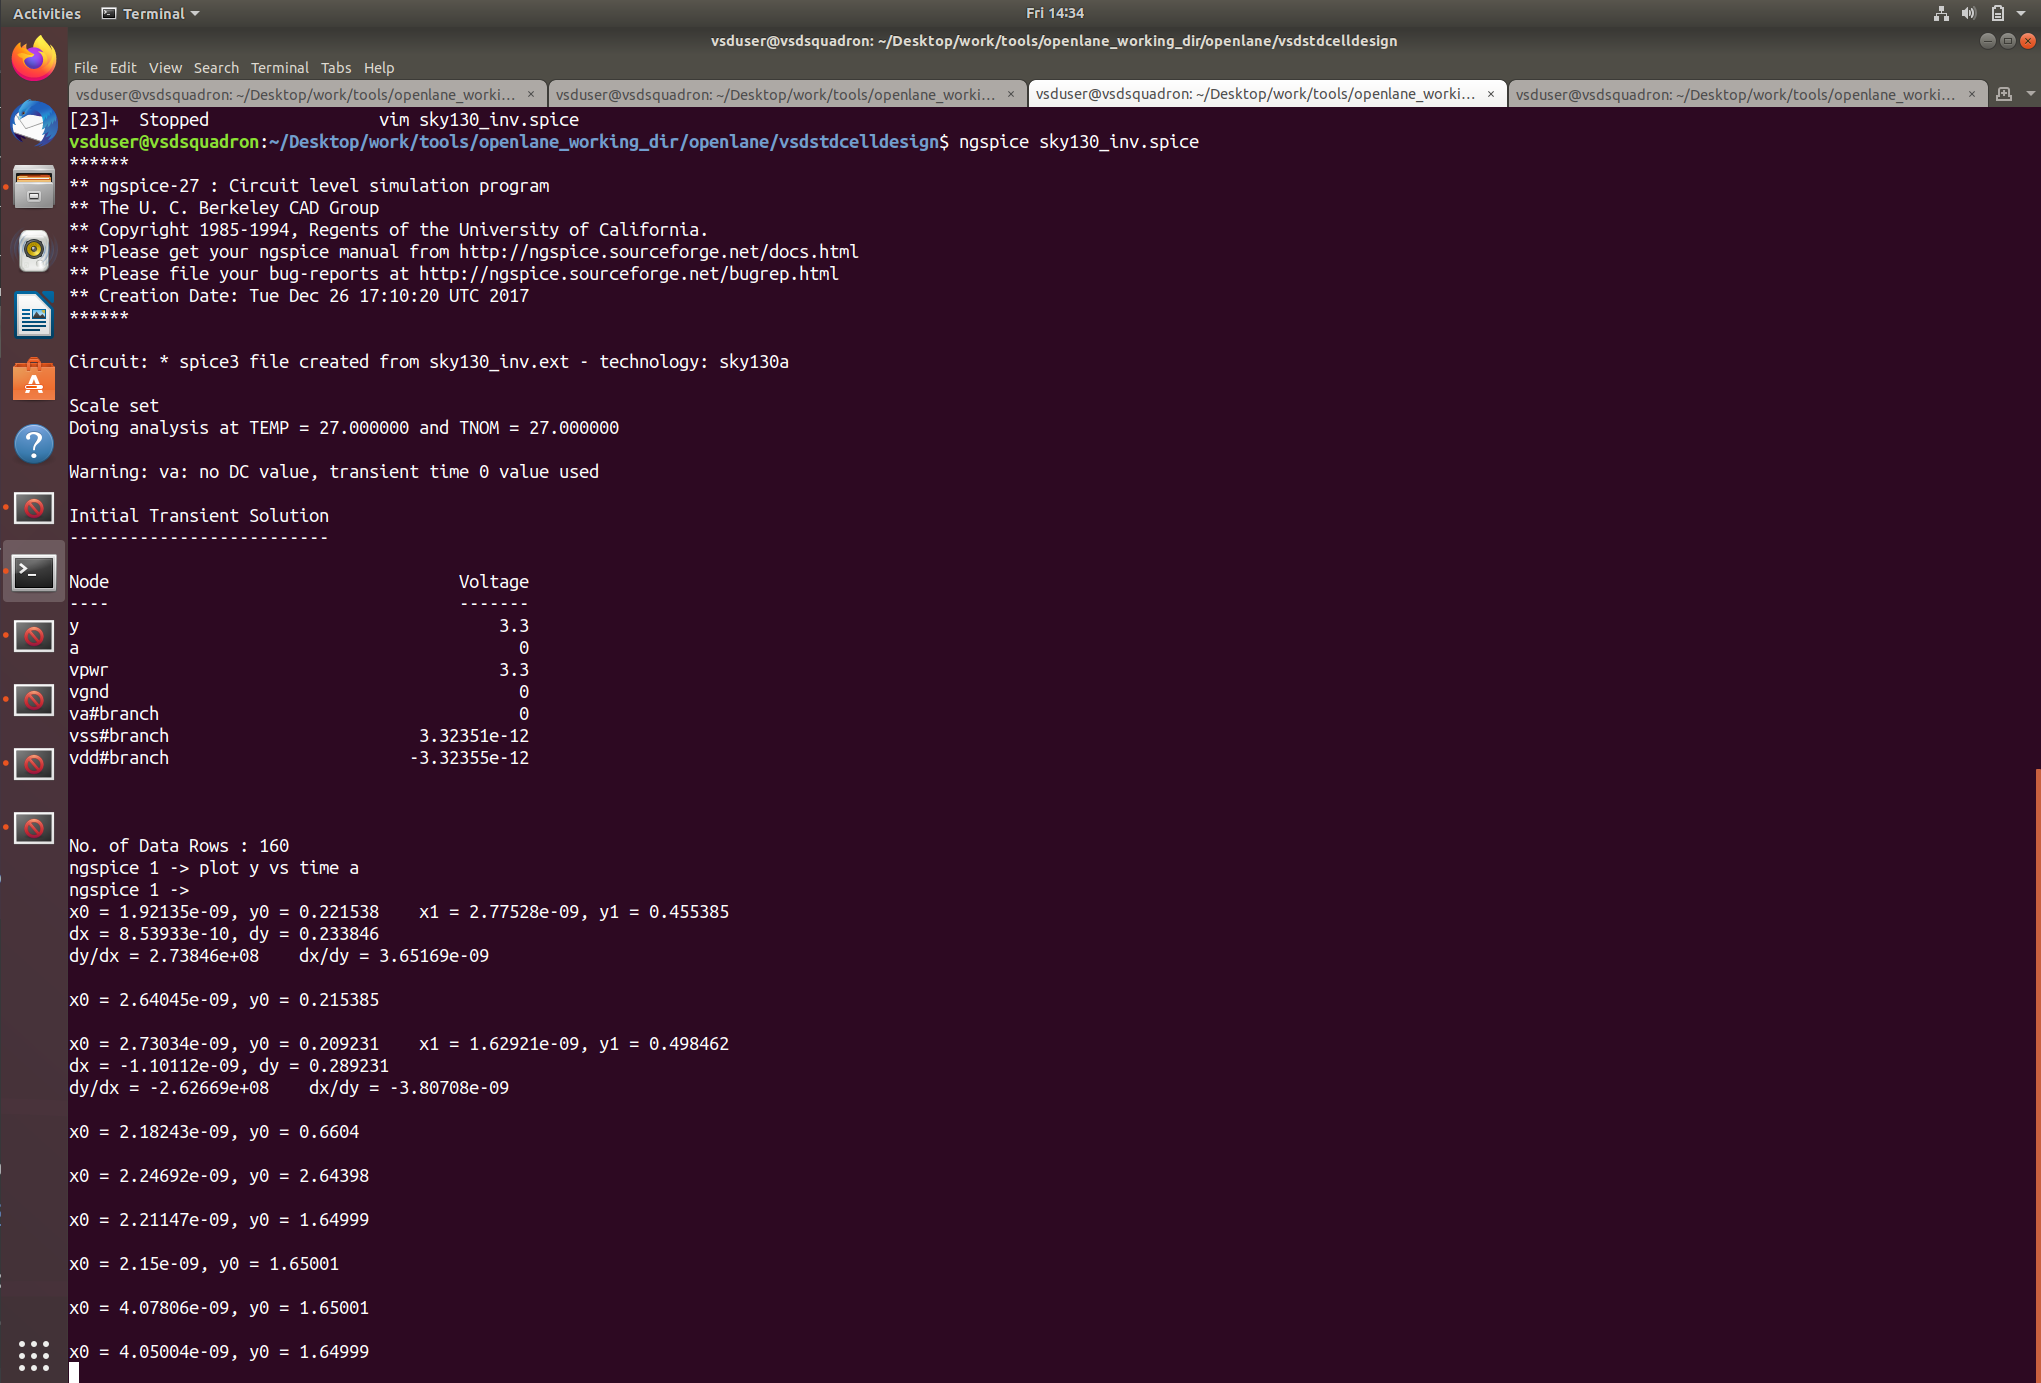 Activities Terminal Fri 14:34
vsduser@vsdsquadron: ~/Desktop/work/tools/openlane_working_dir/openlane/vsdstdcelldesign
File Edit View Search Terminal Tabs Help
vsduser@vsdsquadron: ~/Desktop/work/tools/openlane_worki... × vsduser@vsdsquadron: ~/Desktop/work/tools/openlane_worki... × vsduser@vsdsquadron: ~/Desktop/work/tools/openlane_worki... × vsduser@vsdsquadron: ~/Desktop/work/tools/openlane_worki... ×
[23]+  Stopped                 vim sky130_inv.spice
vsduser@vsdsquadron:~/Desktop/work/tools/openlane_working_dir/openlane/vsdstdcelldesign$ ngspice sky130_inv.spice
******
** ngspice-27 : Circuit level simulation program
** The U. C. Berkeley CAD Group
** Copyright 1985-1994, Regents of the University of California.
** Please get your ngspice manual from http://ngspice.sourceforge.net/docs.html
** Please file your bug-reports at http://ngspice.sourceforge.net/bugrep.html
** Creation Date: Tue Dec 26 17:10:20 UTC 2017
******
Circuit: * spice3 file created from sky130_inv.ext - technology: sky130a
Scale set
Doing analysis at TEMP = 27.000000 and TNOM = 27.000000
Warning: va: no DC value, transient time 0 value used
Initial Transient Solution
--------------------------
Node                                   Voltage
----                                   -------
y                                          3.3
a                                            0
vpwr                                       3.3
vgnd                                         0
va#branch                                    0
vss#branch                         3.32351e-12
vdd#branch                        -3.32355e-12
No. of Data Rows : 160
ngspice 1 -> plot y vs time a
ngspice 1 ->
x0 = 1.92135e-09, y0 = 0.221538    x1 = 2.77528e-09, y1 = 0.455385
dx = 8.53933e-10, dy = 0.233846
dy/dx = 2.73846e+08    dx/dy = 3.65169e-09
x0 = 2.64045e-09, y0 = 0.215385
x0 = 2.73034e-09, y0 = 0.209231    x1 = 1.62921e-09, y1 = 0.498462
dx = -1.10112e-09, dy = 0.289231
dy/dx = -2.62669e+08    dx/dy = -3.80708e-09
x0 = 2.18243e-09, y0 = 0.6604
x0 = 2.24692e-09, y0 = 2.64398
x0 = 2.21147e-09, y0 = 1.64999
x0 = 2.15e-09, y0 = 1.65001
x0 = 4.07806e-09, y0 = 1.65001
x0 = 4.05004e-09, y0 = 1.64999